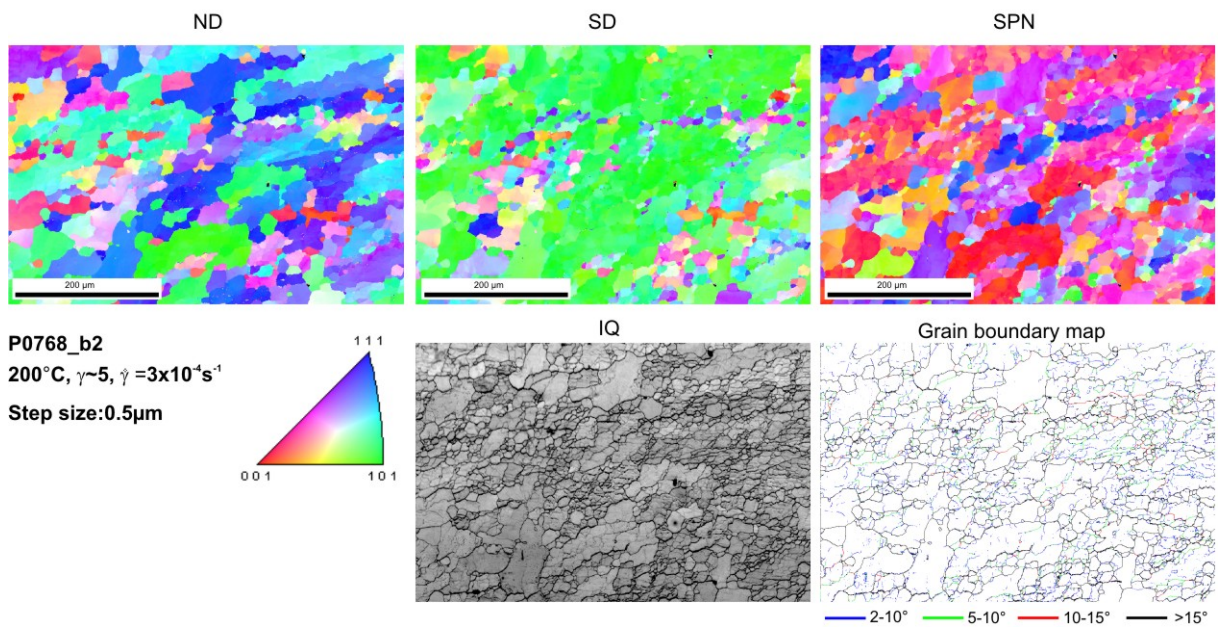 ND
SD
SPN
200 µm
200 µm
200 µm
IQ
Grain boundary map
P0768_b2
200°C, γ~5, γ̇ =3x10⁻⁴s⁻¹
Step size:0.5µm
1 1 1
0 0 1
1 0 1
2-10°
5-10°
10-15°
>15°